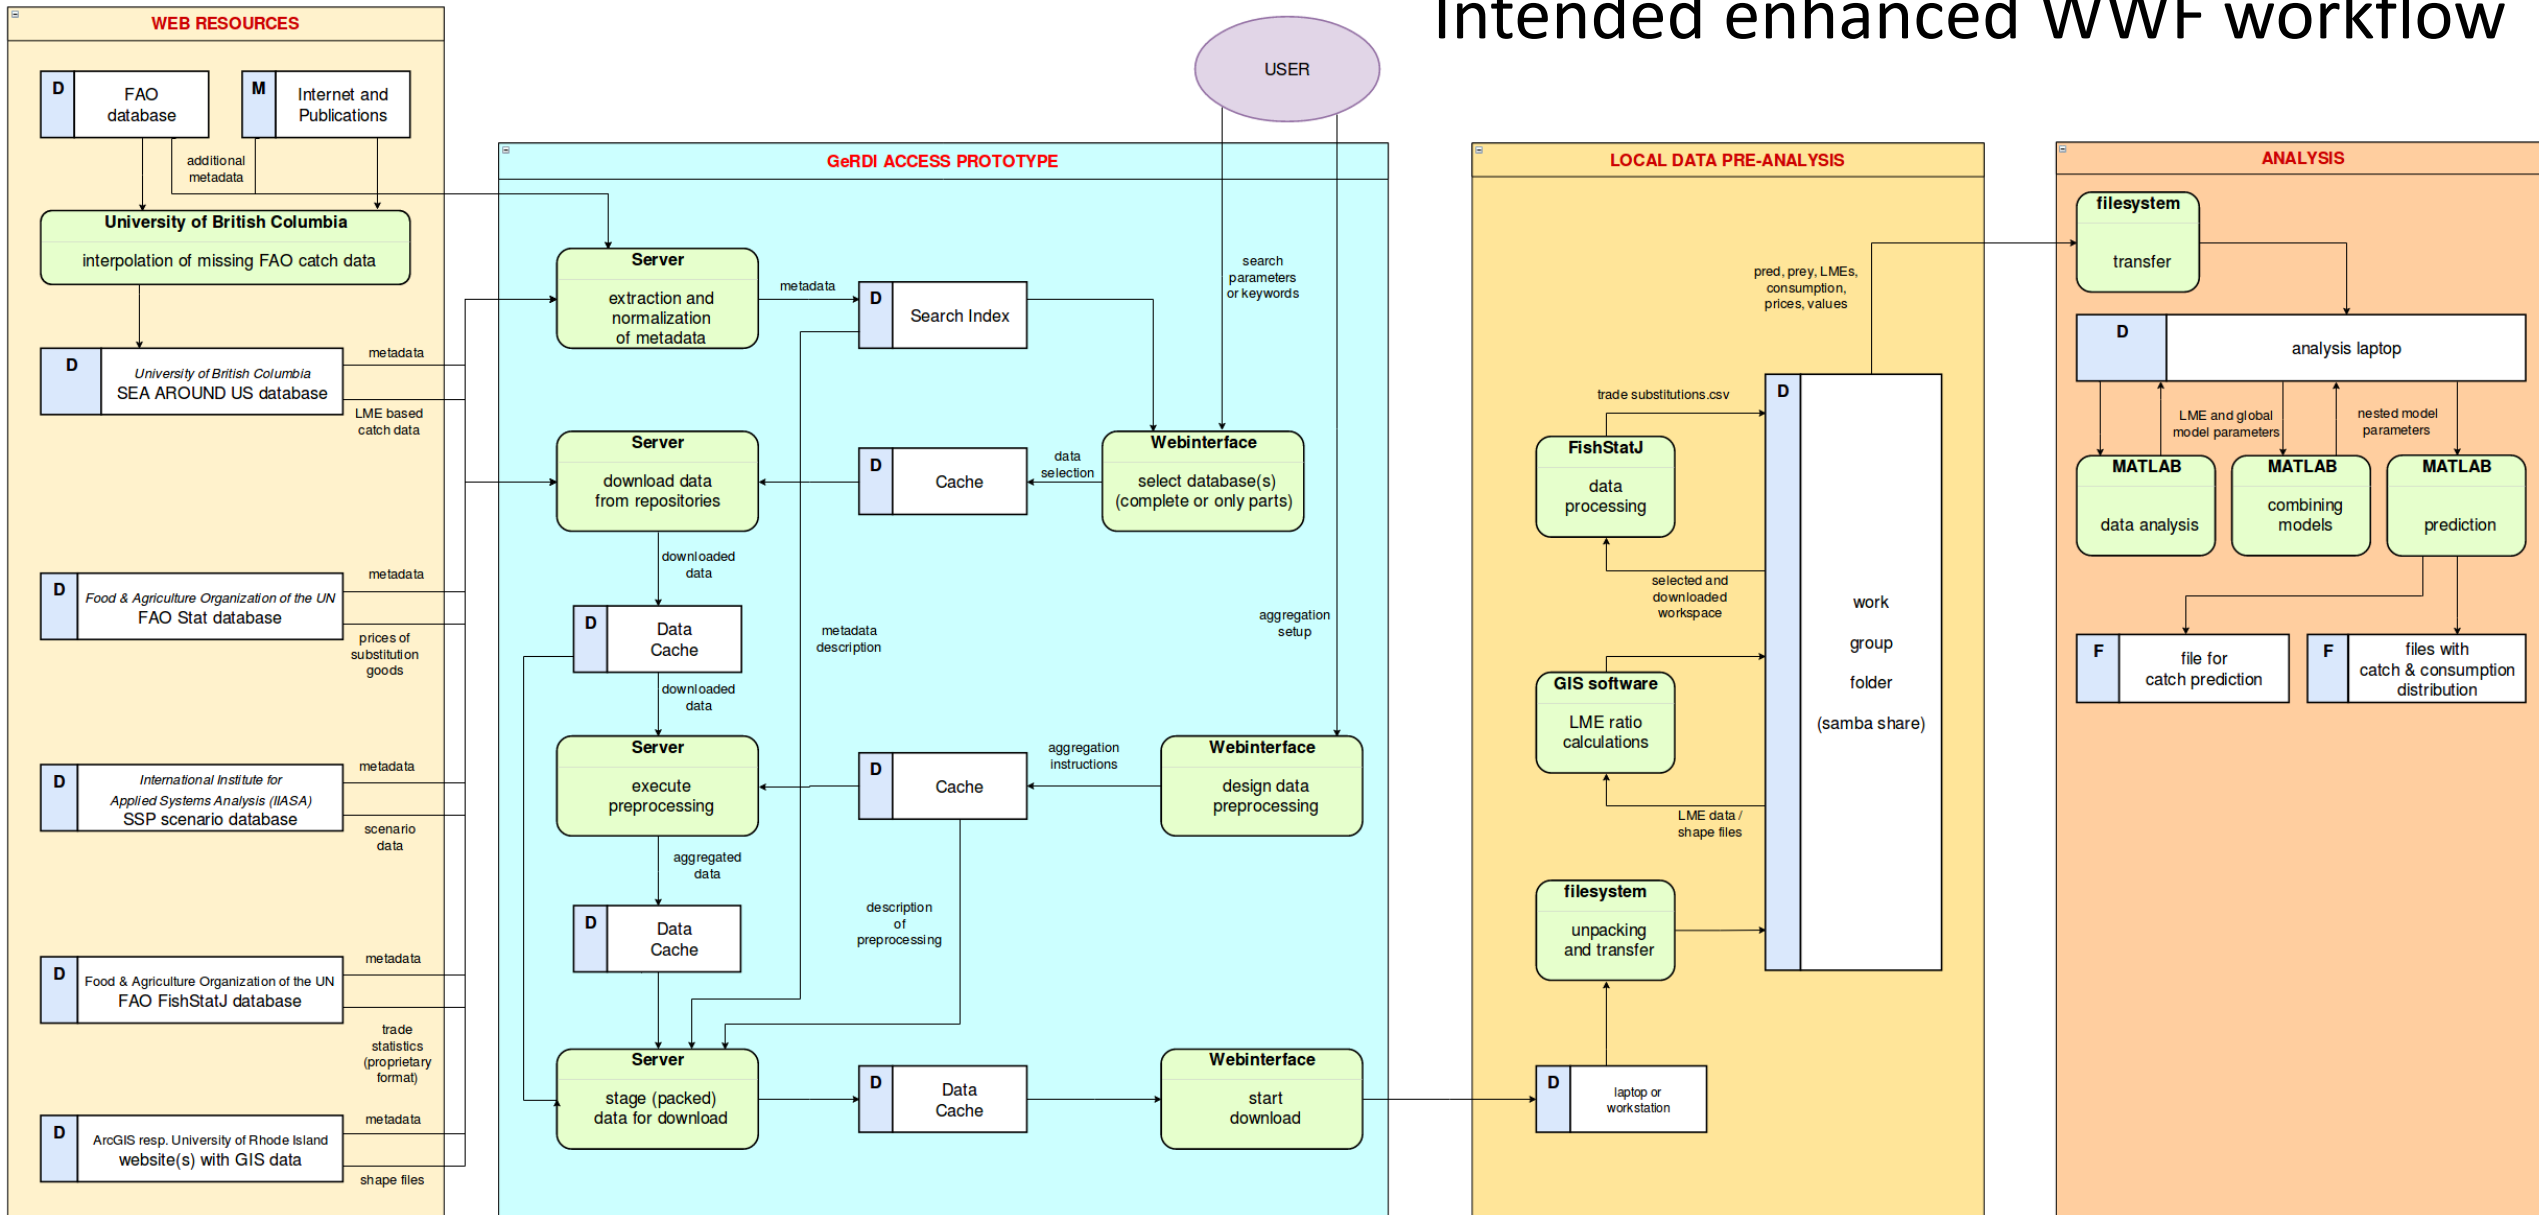 Intended enhanced WWF workflow
WEB RESOURCES
D
FAO
database
M
Internet and
Publications
additional
metadata
University of British Columbia
interpolation of missing FAO catch data
D
University of British Columbia
SEA AROUND US database
metadata
LME based
catch data
D
Food & Agriculture Organization of the UN
FAO Stat database
metadata
prices of
substitution
goods
D
International Institute for
Applied Systems Analysis (IIASA)
SSP scenario database
metadata
scenario
data
D
Food & Agriculture Organization of the UN
FAO FishStatJ database
metadata
trade
statistics
(proprietary
format)
D
ArcGIS resp. University of Rhode Island
website(s) with GIS data
metadata
shape files
USER
GeRDI ACCESS PROTOTYPE
search
parameters
or keywords
Server
extraction and
normalization
of metadata
metadata
D
Search Index
Server
download data
from repositories
D
Cache
data
selection
Webinterface
select database(s)
(complete or only parts)
downloaded
data
D
Data
Cache
metadata
description
aggregation
setup
downloaded
data
Server
execute
preprocessing
D
Cache
aggregation
instructions
Webinterface
design data
preprocessing
aggregated
data
D
Data
Cache
description
of
preprocessing
Server
stage (packed)
data for download
D
Data
Cache
Webinterface
start
download
LOCAL DATA PRE-ANALYSIS
pred, prey, LMEs,
consumption,
prices, values
trade substitutions.csv
D
FishStatJ
data
processing
selected and
downloaded
workspace
work
group
folder
(samba share)
GIS software
LME ratio
calculations
LME data /
shape files
filesystem
unpacking
and transfer
D
laptop or
workstation
ANALYSIS
filesystem
transfer
D
analysis laptop
LME and global
model parameters
nested model
parameters
MATLAB
data analysis
MATLAB
combining
models
MATLAB
prediction
F
file for
catch prediction
F
files with
catch & consumption
distribution